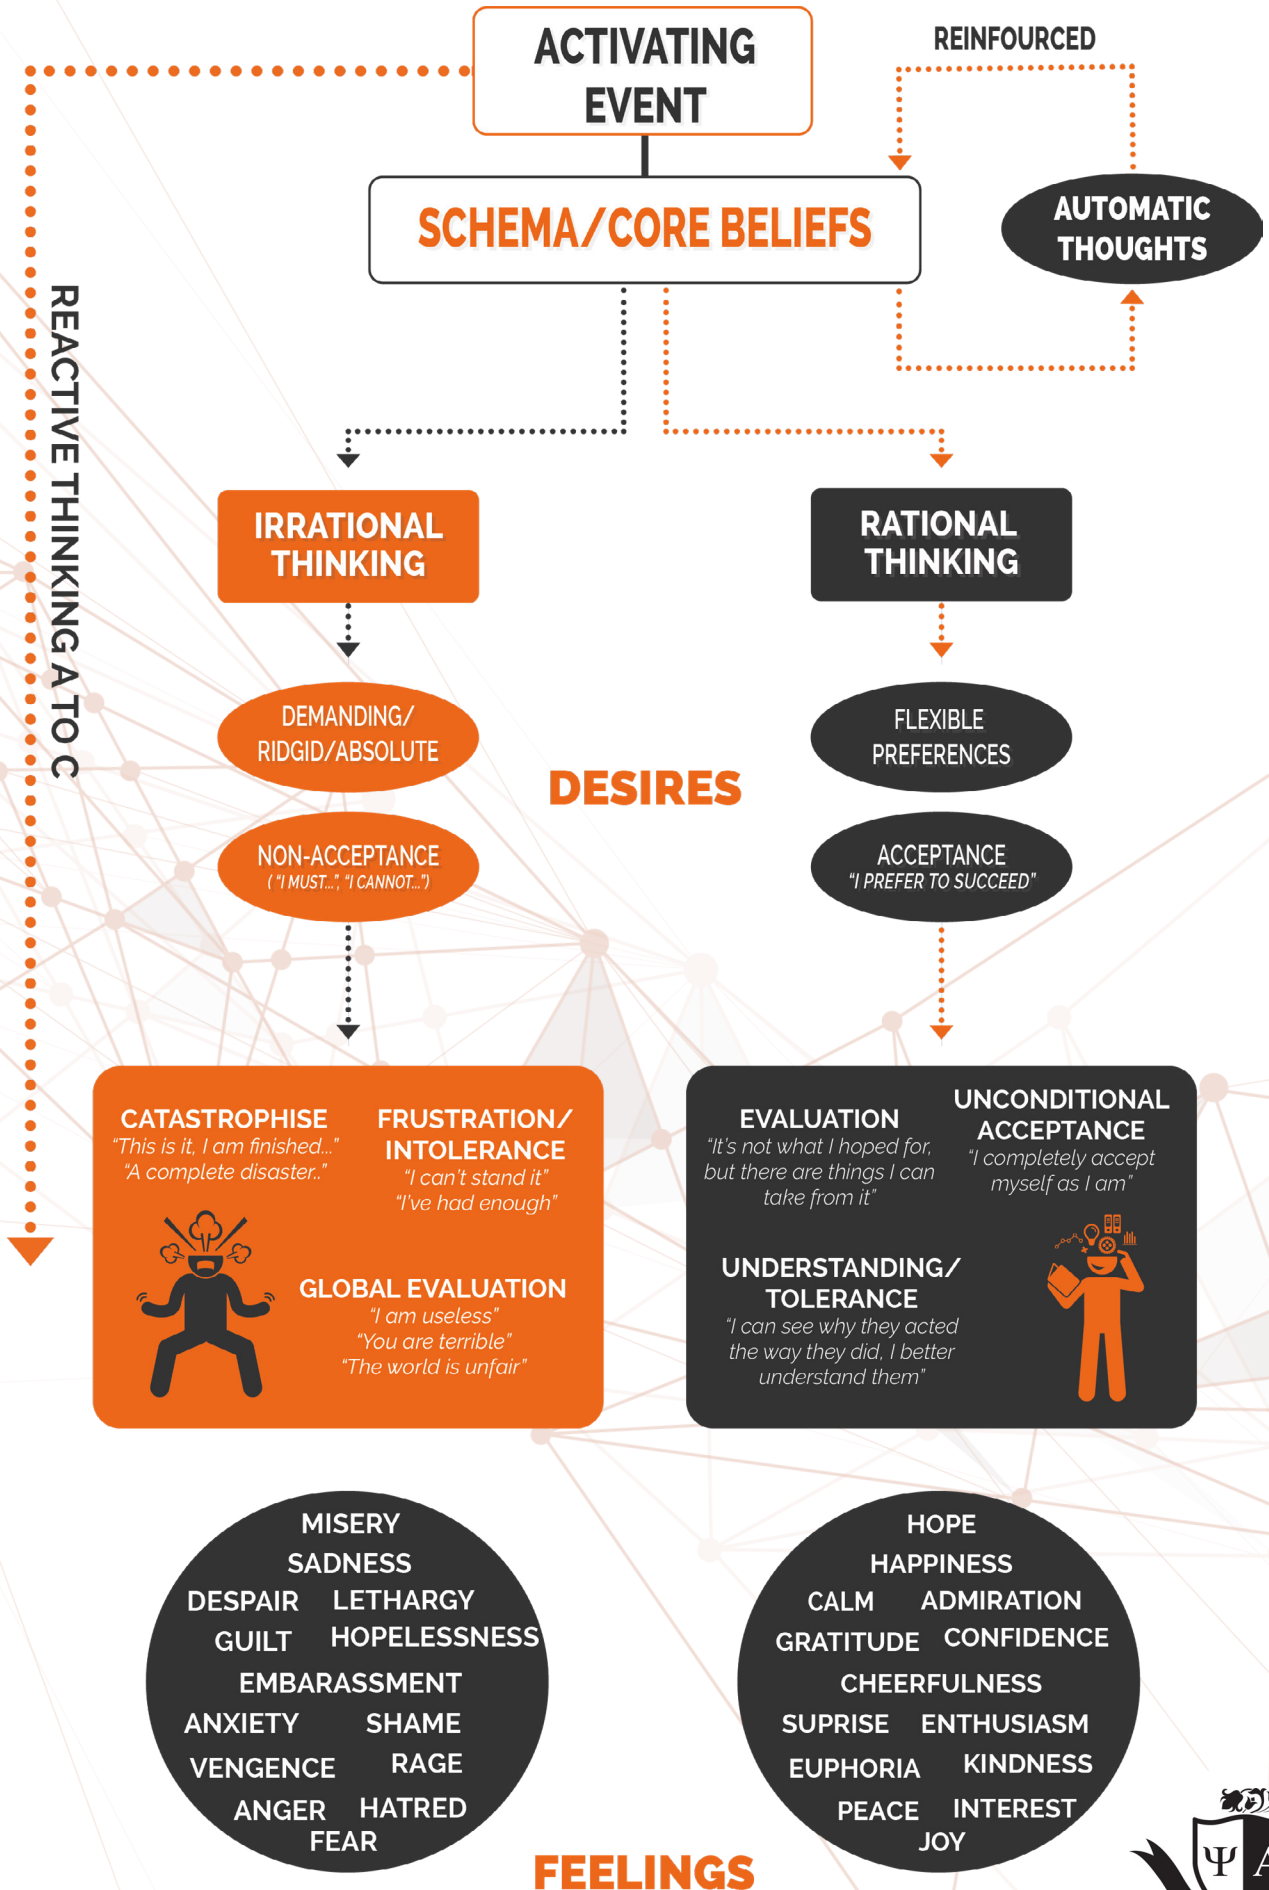 ACTIVATING
EVENT
REINFOURCED
SCHEMA/CORE BELIEFS
AUTOMATIC
THOUGHTS
REACTIVE THINKING A TO C
IRRATIONAL
THINKING
RATIONAL
THINKING
DEMANDING/
RIDGID/ABSOLUTE
FLEXIBLE
PREFERENCES
DESIRES
NON-ACCEPTANCE
( “I MUST...”, “I CANNOT...”)
ACCEPTANCE
“I PREFER TO SUCCEED”
CATASTROPHISE
“This is it, I am finished...”
“A complete disaster..”
FRUSTRATION/
INTOLERANCE
“I can't stand it”
“I've had enough”
GLOBAL EVALUATION
“I am useless”
“You are terrible”
“The world is unfair”
EVALUATION
“It's not what I hoped for,
but there are things I can
take from it”
UNCONDITIONAL
ACCEPTANCE
“I completely accept
myself as I am”
UNDERSTANDING/
TOLERANCE
“I can see why they acted
the way they did, I better
understand them”
MISERY
SADNESS
DESPAIR LETHARGY
GUILT HOPELESSNESS
EMBARASSMENT
ANXIETY SHAME
VENGENCE RAGE
ANGER HATRED
FEAR
HOPE
HAPPINESS
CALM ADMIRATION
GRATITUDE CONFIDENCE
CHEERFULNESS
SUPRISE ENTHUSIASM
EUPHORIA KINDNESS
PEACE INTEREST
JOY
FEELINGS
Ψ A